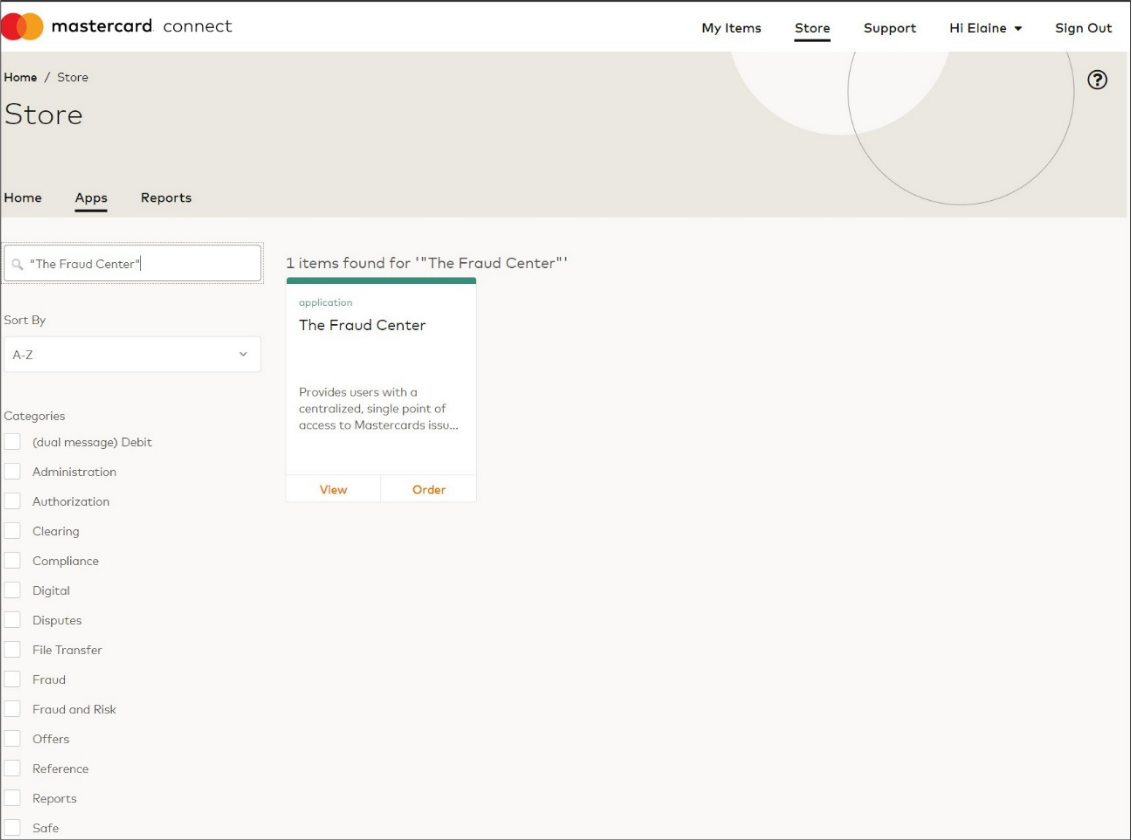 mastercard connect
My Items Store Support Hi Elaine Sign Out
Home / Store
?
Store
Home Apps Reports
"The Fraud Center"
1 items found for '"The Fraud Center"'
application
The Fraud Center
Provides users with a
centralized, single point of
access to Mastercards issu...
View Order
Sort By
A-Z
Categories
(dual message) Debit
Administration
Authorization
Clearing
Compliance
Digital
Disputes
File Transfer
Fraud
Fraud and Risk
Offers
Reference
Reports
Safe